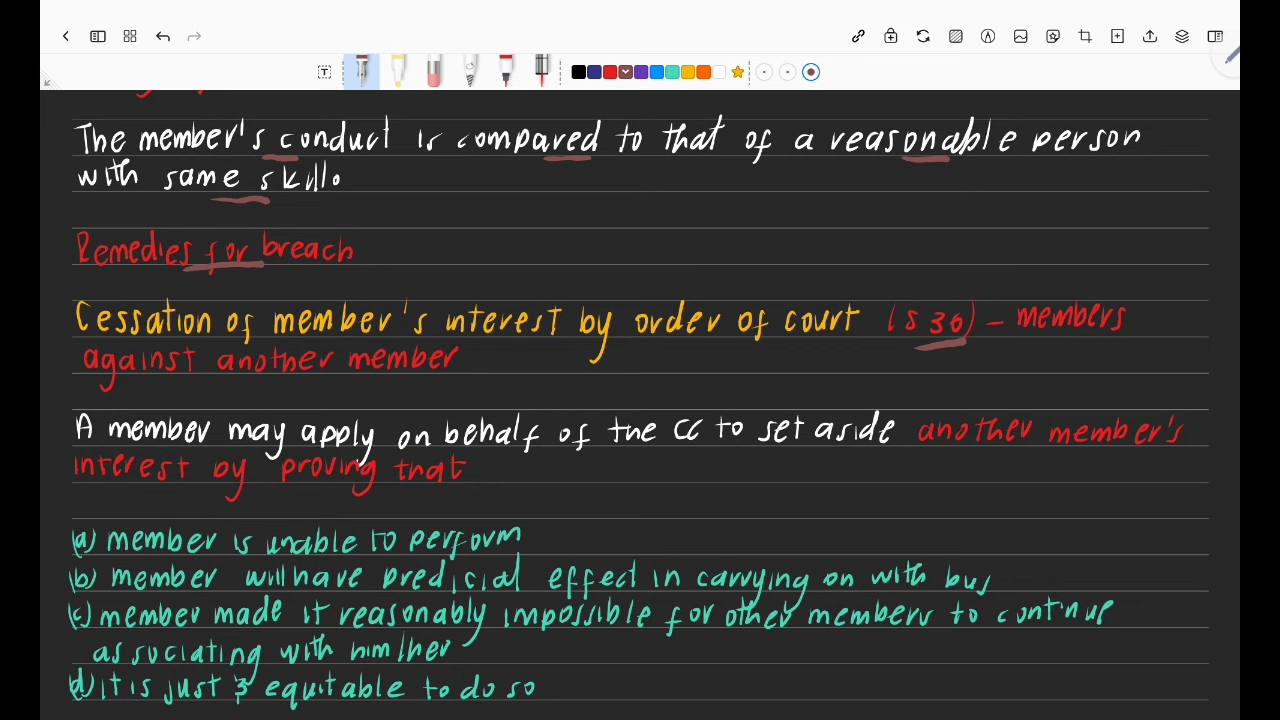 The member's conduct is compared to that of a reasonable person
with same skills
Remedies for breach
Cessation of member's interest by order of court (s 36) - members
against another member
A member may apply on behalf of the CC to set aside another member's
interest by proving that
(a) member is unable to perform
(b) member will have predicial effect in carrying on with bus
(c) member made it reasonably impossible for other members to continue
associating with him/her
(d) it is just & equitable to do so